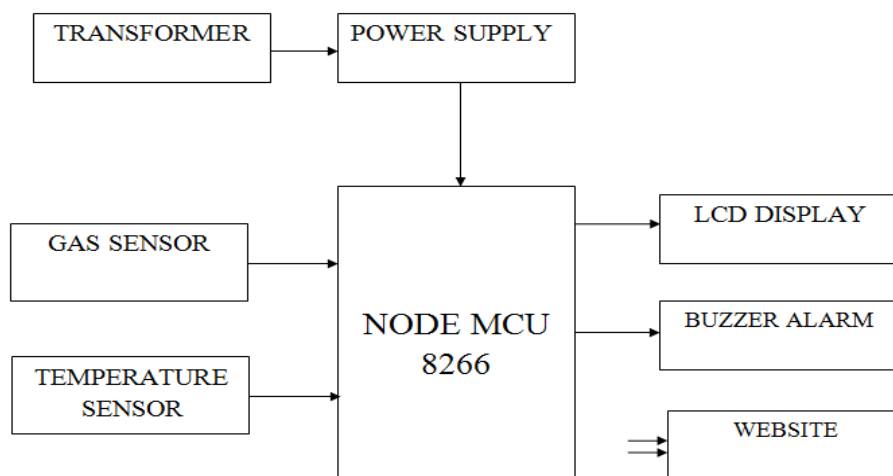 TRANSFORMER
POWER SUPPLY
LCD DISPLAY
GAS SENSOR
NODE MCU
8266
BUZZER ALARM
TEMPERATURE
SENSOR
WEBSITE